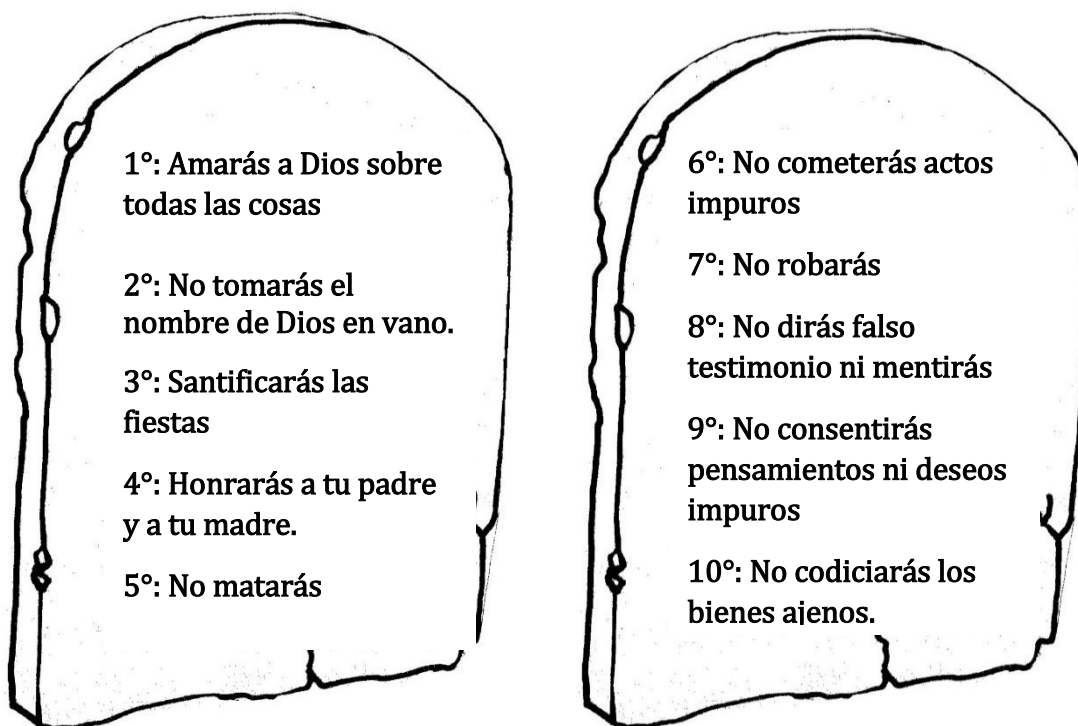 1°: Amarás a Dios sobre
todas las cosas
2°: No tomarás el
nombre de Dios en vano.
3°: Santificarás las
fiestas
4°: Honrarás a tu padre
y a tu madre.
5°: No matarás
6°: No cometerás actos
impuros
7°: No robarás
8°: No dirás falso
testimonio ni mentirás
9°: No consentirás
pensamientos ni deseos
impuros
10°: No codiciarás los
bienes ajenos.